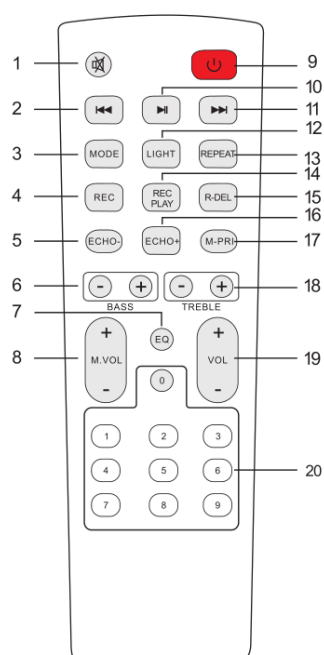 1 9
10
2 11
12
3 MODE LIGHT REPEAT 13
14
4 REC REC PLAY R-DEL 15
16
5 ECHO- ECHO+ M-PRI 17
6 - + - + 18
BASS TREBLE
7 EQ
8 + M.VOL - + VOL - 19
0
1 2 3
4 5 6 20
7 8 9